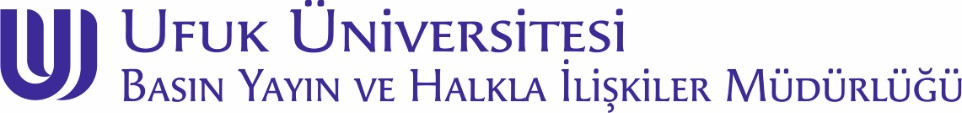 Ufuk Üniversitesi
Basın Yayın ve Halkla İlişkiler Müdürlüğü